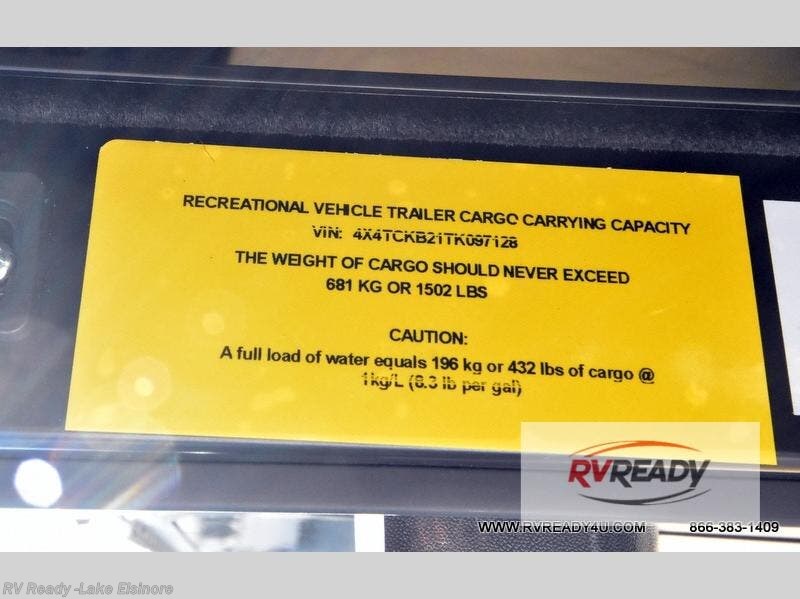 RECREATIONAL VEHICLE TRAILER CARGO CARRYING CAPACITY
VIN: 4X4TCKB21TK097128
THE WEIGHT OF CARGO SHOULD NEVER EXCEED
681 KG OR 1502 LBS
CAUTION:
A full load of water equals 196 kg or 432 lbs of cargo @
1kg/L (8.3 lb per gal)
RVREADY
WWW.RVREADY4U.COM 866-383-1409
RV Ready -Lake Elsinore